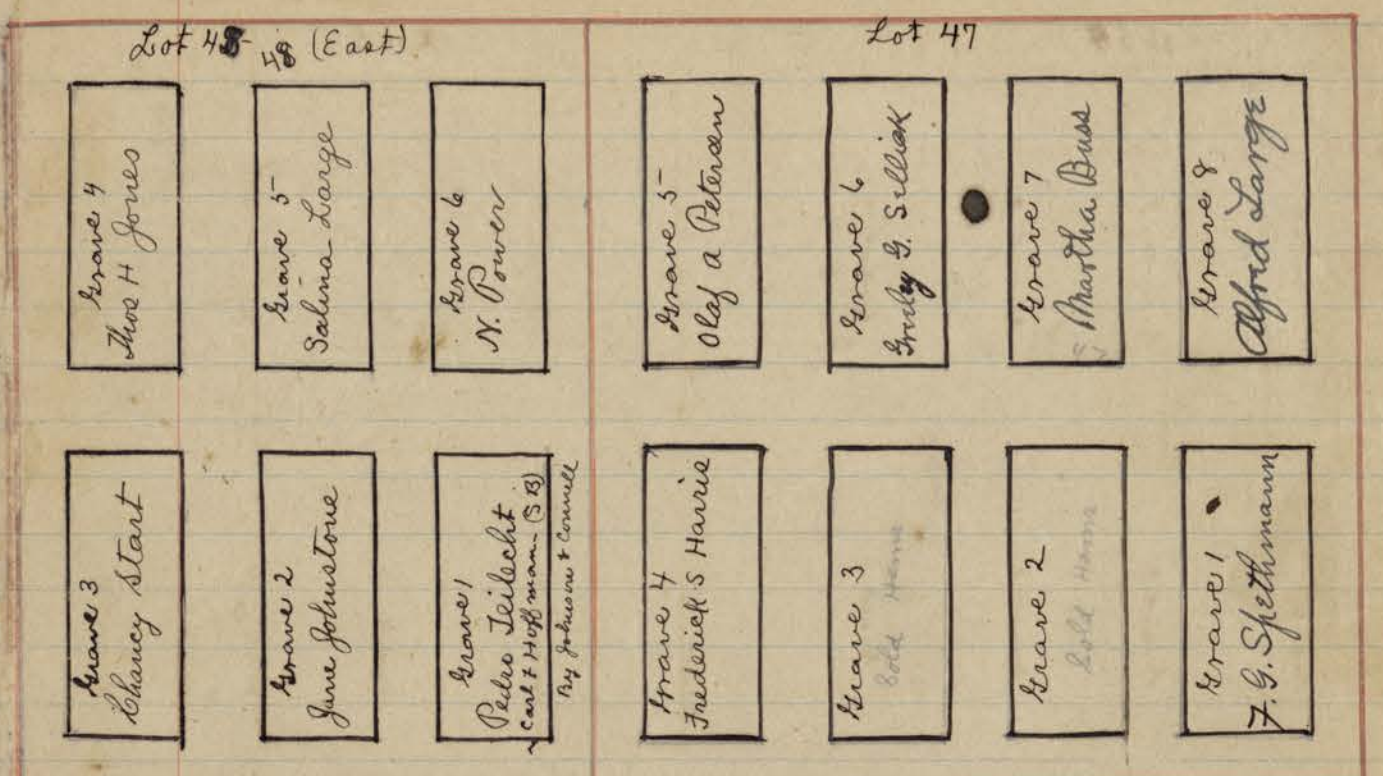 Lot 48 (East)
Lot 47
Grave 4
Thos H Jones
Grave 5
Salina Large
Grave 6
N. Power
Grave 5
Olaf a Petersen
Grave 6
G. Sillick
Grave 7
Martha Buss
Grave 8
Alfred Large
Grave 3
Chancy Start
Grave 2
Jane Johnstone
Grave 1
Pedro
Carl Hoffman (S B)
By Johnson & Connell
Grave 4
Frederick S Harris
Grave 3
Sold Harris
Grave 2
Sold Harris
Grave 1
F. G. Spethmann